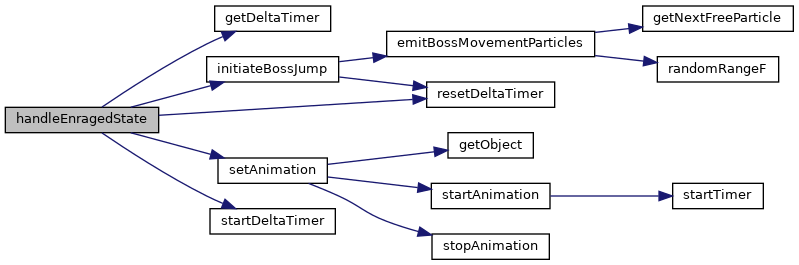 getDeltaTimer
getNextFreeParticle
emitBossMovementParticles
initiateBossJump
randomRangeF
resetDeltaTimer
handleEnragedState
getObject
setAnimation
startAnimation
startTimer
startDeltaTimer
stopAnimation